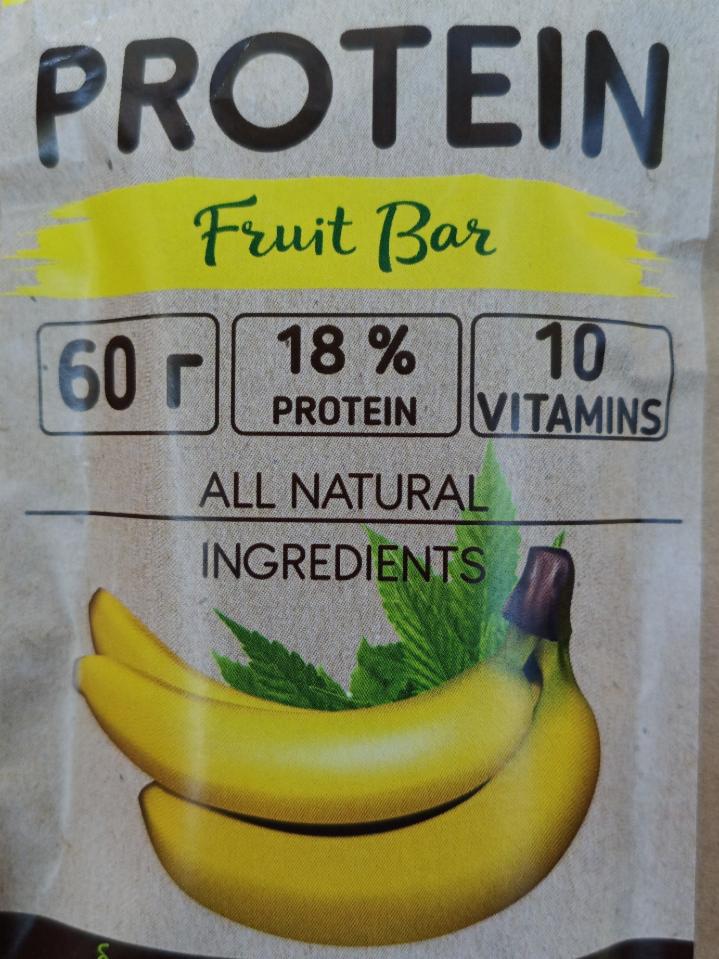 PROTEIN
Fruit Bar
60 г
18 %
PROTEIN
10
VITAMINS
ALL NATURAL
INGREDIENTS